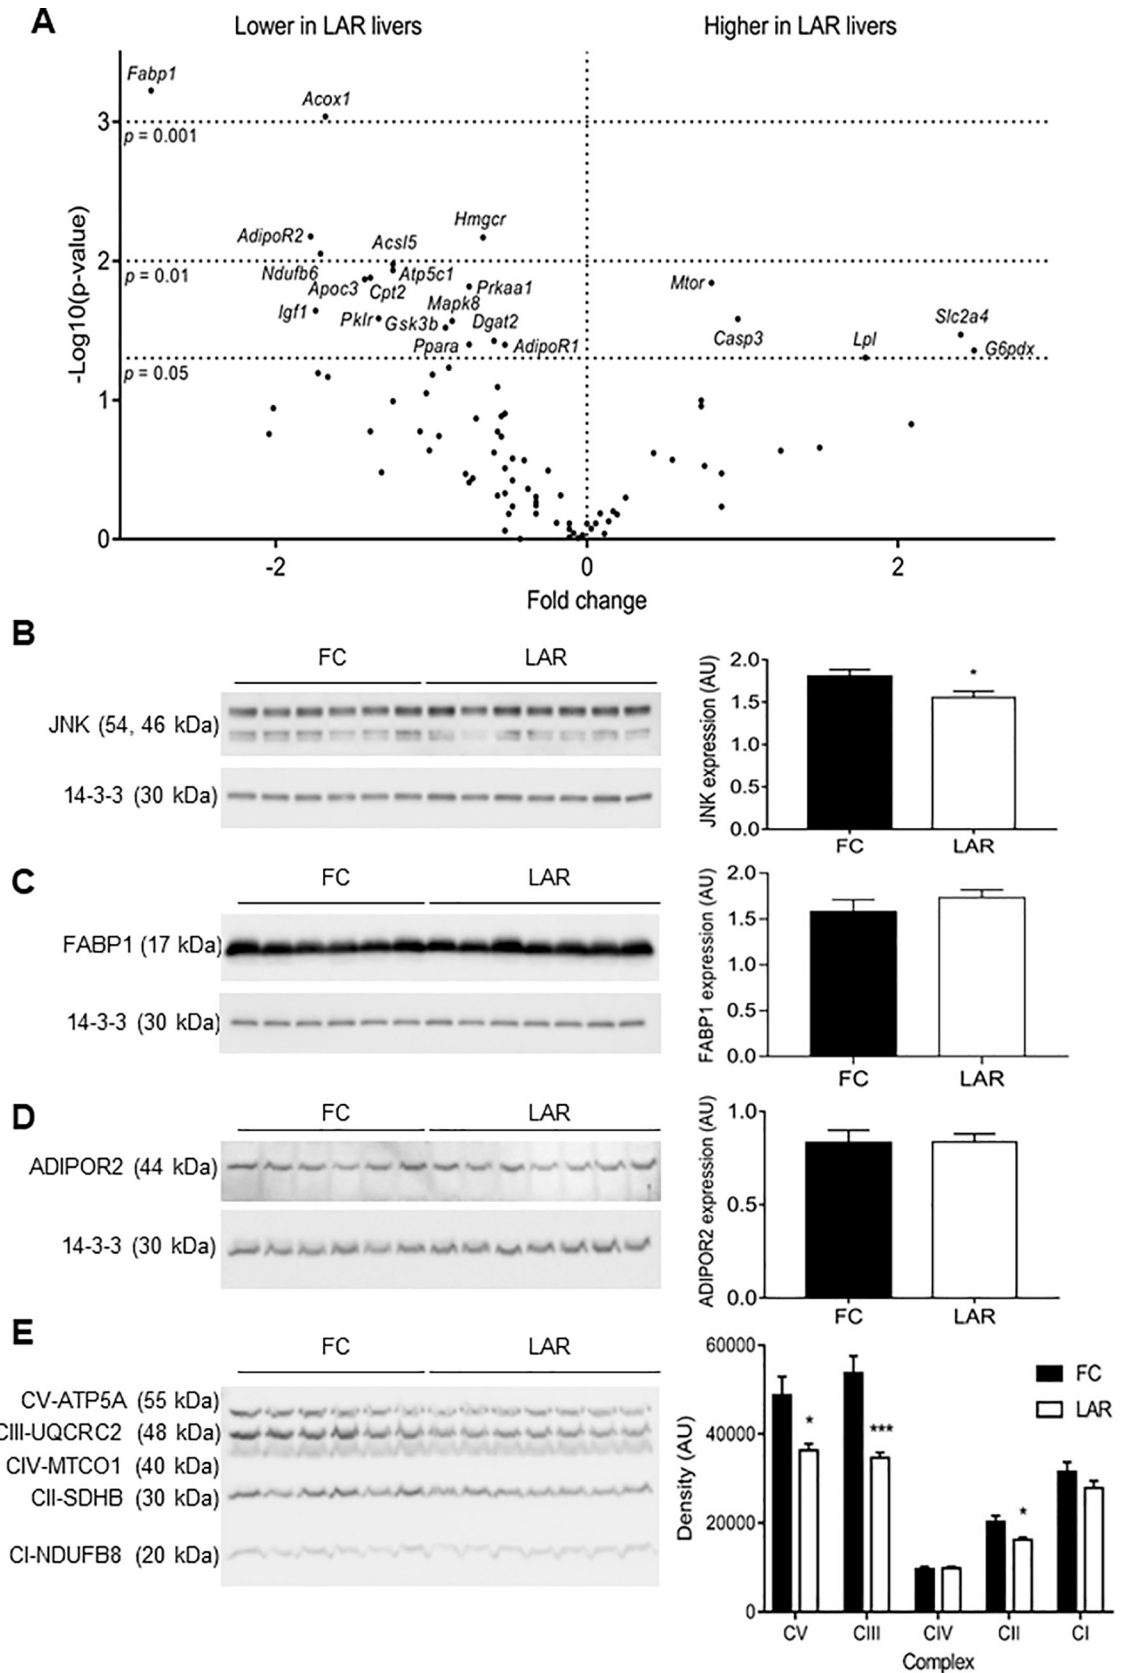 A
Lower in LAR livers
Higher in LAR livers
Fabp1
Acox1
3
p = 0.001
Hmgcr
AdipoR2
Acsl5
2
p = 0.01
Ndufb6
Atp5c1
Apoc3
Cpt2
Prkaa1
Mtor
Mapk8
Igf1
Pklr
Gsk3b
Dgat2
Casp3
Slc2a4
Ppara
AdipoR1
Lpl
G6pdx
p = 0.05
1
0
-Log10(p-value)
-2
0
2
Fold change
B
FC
LAR
JNK (54, 46 kDa)
14-3-3 (30 kDa)
JNK expression (AU)
2.0
1.5
1.0
0.5
0.0
*
FC
LAR
C
FC
LAR
FABP1 (17 kDa)
14-3-3 (30 kDa)
FABP1 expression (AU)
2.0
1.5
1.0
0.5
0.0
FC
LAR
D
FC
LAR
ADIPOR2 (44 kDa)
14-3-3 (30 kDa)
ADIPOR2 expression (AU)
1.0
0.5
0.0
FC
LAR
E
FC
LAR
CV-ATP5A (55 kDa)
CIII-UQCRC2 (48 kDa)
CIV-MTCO1 (40 kDa)
CII-SDHB (30 kDa)
CI-NDUFB8 (20 kDa)
Density (AU)
60000
40000
20000
0
*
***
*
FC
LAR
CV
CIII
CIV
CII
CI
Complex